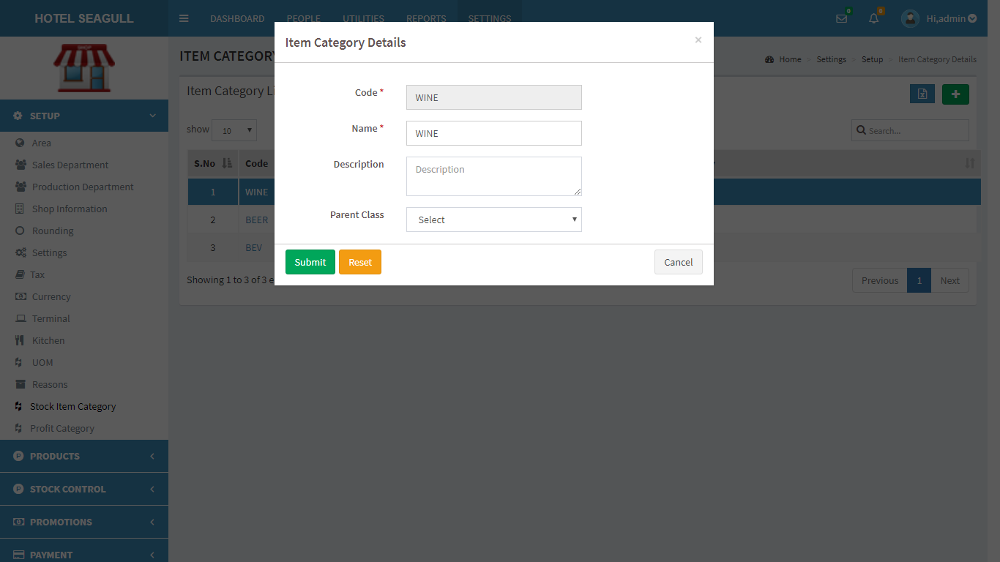 HOTEL SEAGULL
DASHBOARD PEOPLE UTILITIES REPORTS SETTINGS
0 0 Hi,admin
SHOP
ITEM CATEGORY
Home > Settings > Setup > Item Category Details
Item Category Details ×
Item Category Li
SETUP
Area
Sales Department
Production Department
Shop Information
Rounding
Settings
Tax
Currency
Terminal
Kitchen
UOM
Reasons
Stock Item Category
Profit Category
PRODUCTS
STOCK CONTROL
PROMOTIONS
PAYMENT
show 10
Search...
S.No Code
1 WINE
2 BEER
3 BEV
Showing 1 to 3 of 3 e
Previous 1 Next
Code * WINE
Name * WINE
Description Description
Parent Class Select
Submit Reset Cancel